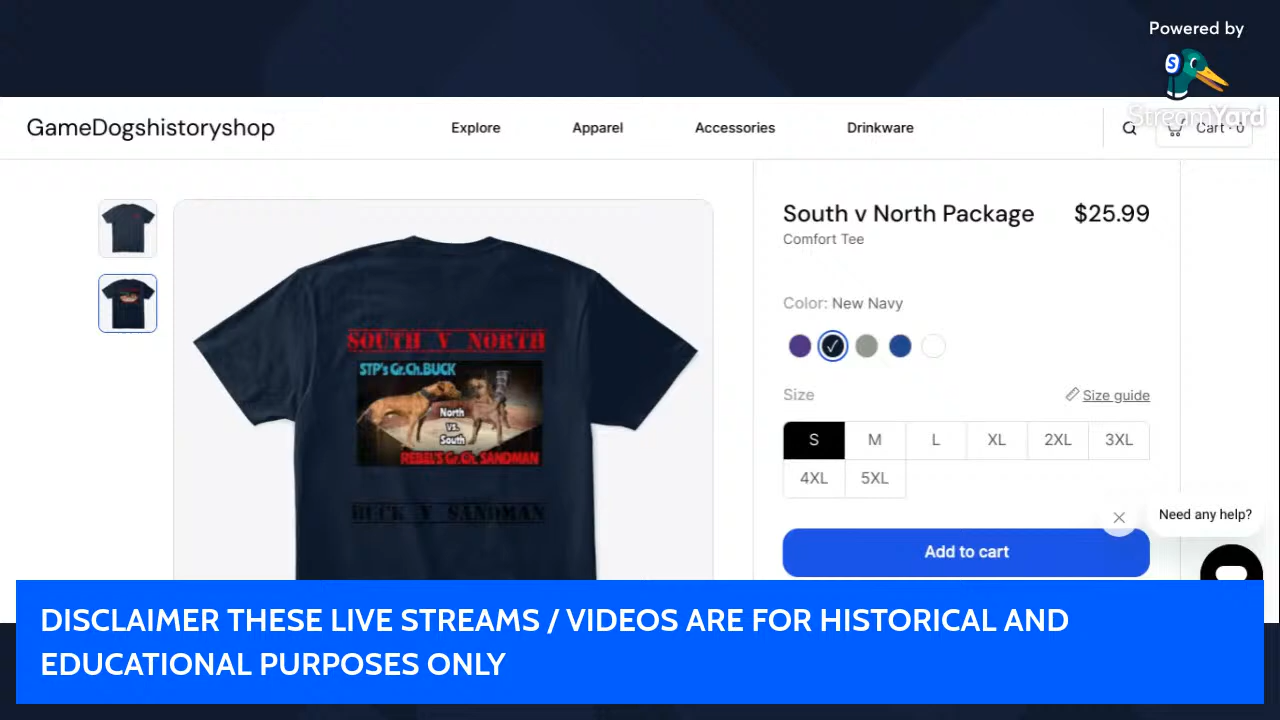 Powered by
S
StreamYard
GameDogshistoryshop
Explore
Apparel
Accessories
Drinkware
Cart · 0
South v North Package
$25.99
Comfort Tee
Color: New Navy
Size
Size guide
S
M
L
XL
2XL
3XL
4XL
5XL
Need any help?
Add to cart
SOUTH V NORTH
STP's Gr.Ch.BUCK
North
vs.
South
REBEL'S Gr.Ch. SANDMAN
BUCK V SANDMAN
DISCLAIMER THESE LIVE STREAMS / VIDEOS ARE FOR HISTORICAL AND
EDUCATIONAL PURPOSES ONLY